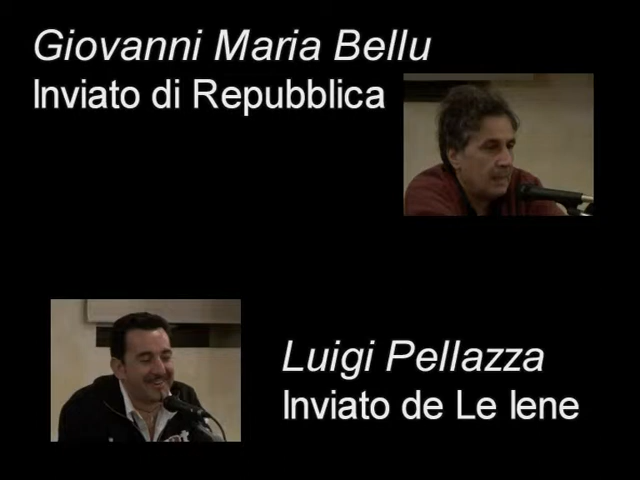 Giovanni Maria Bellu
Inviato di Repubblica
Luigi Pellazza
Inviato de Le Iene